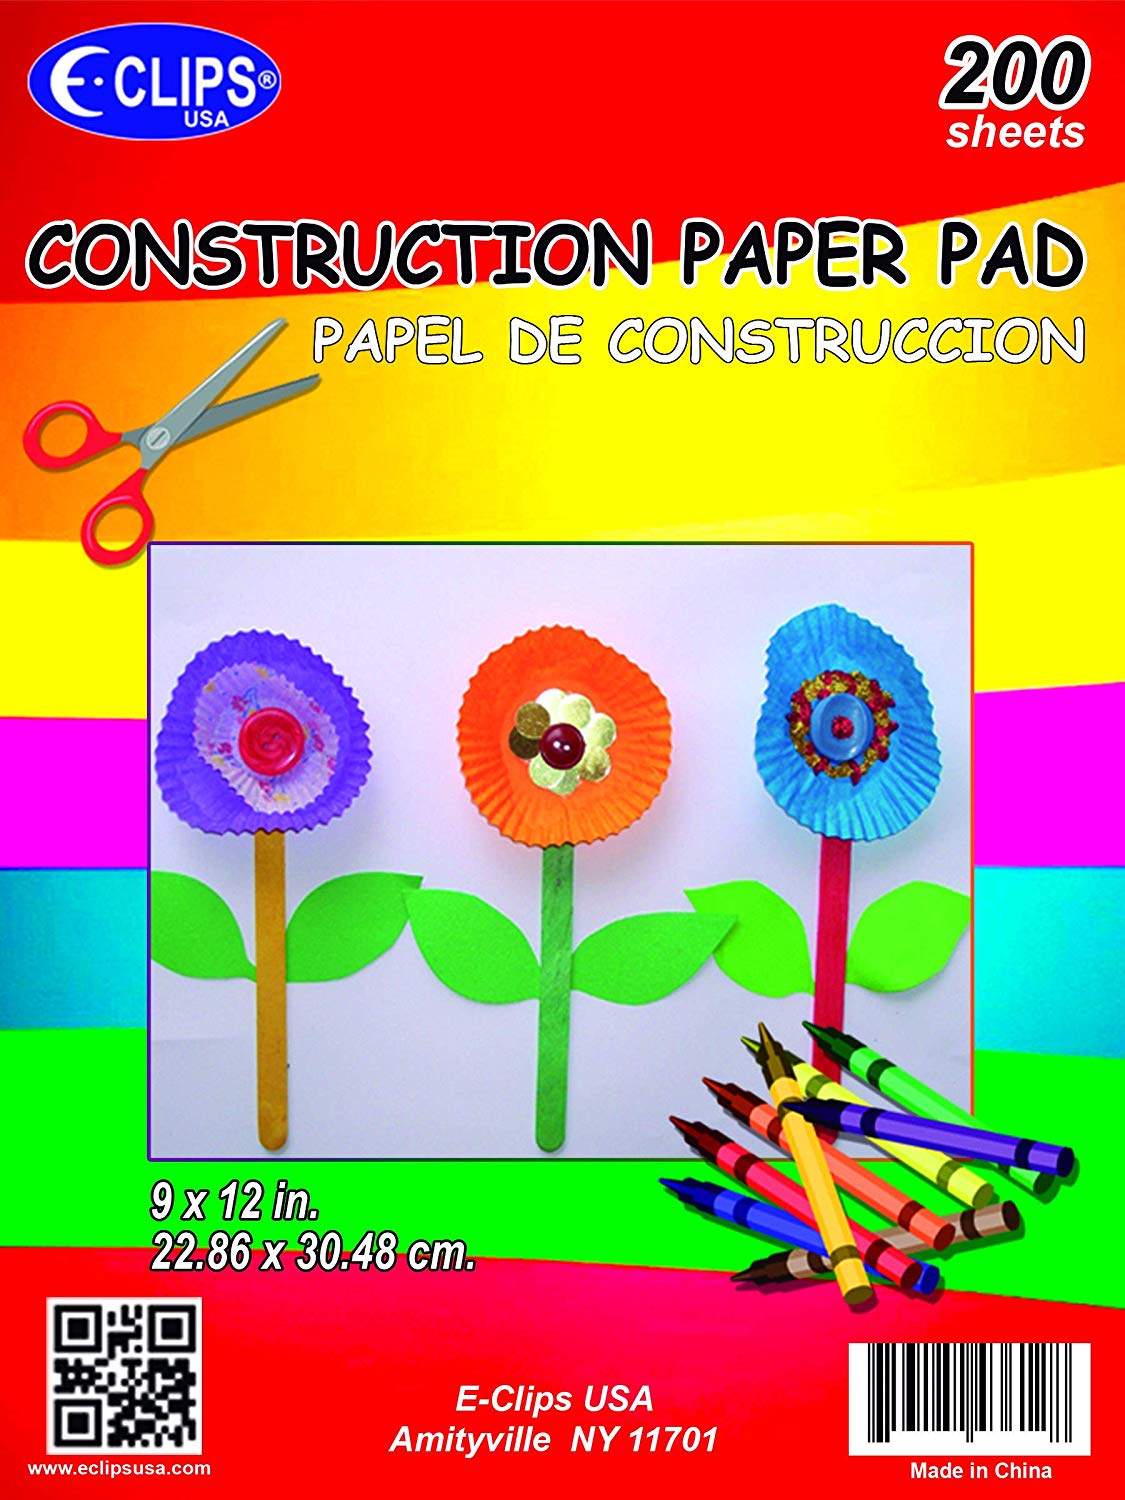 E·CLIPS®
USA
200
sheets
CONSTRUCTION PAPER PAD
PAPEL DE CONSTRUCCION
9 x 12 in.
22.86 x 30.48 cm.
E-Clips USA
Amityville NY 11701
www.eclipsusa.com
Made in China